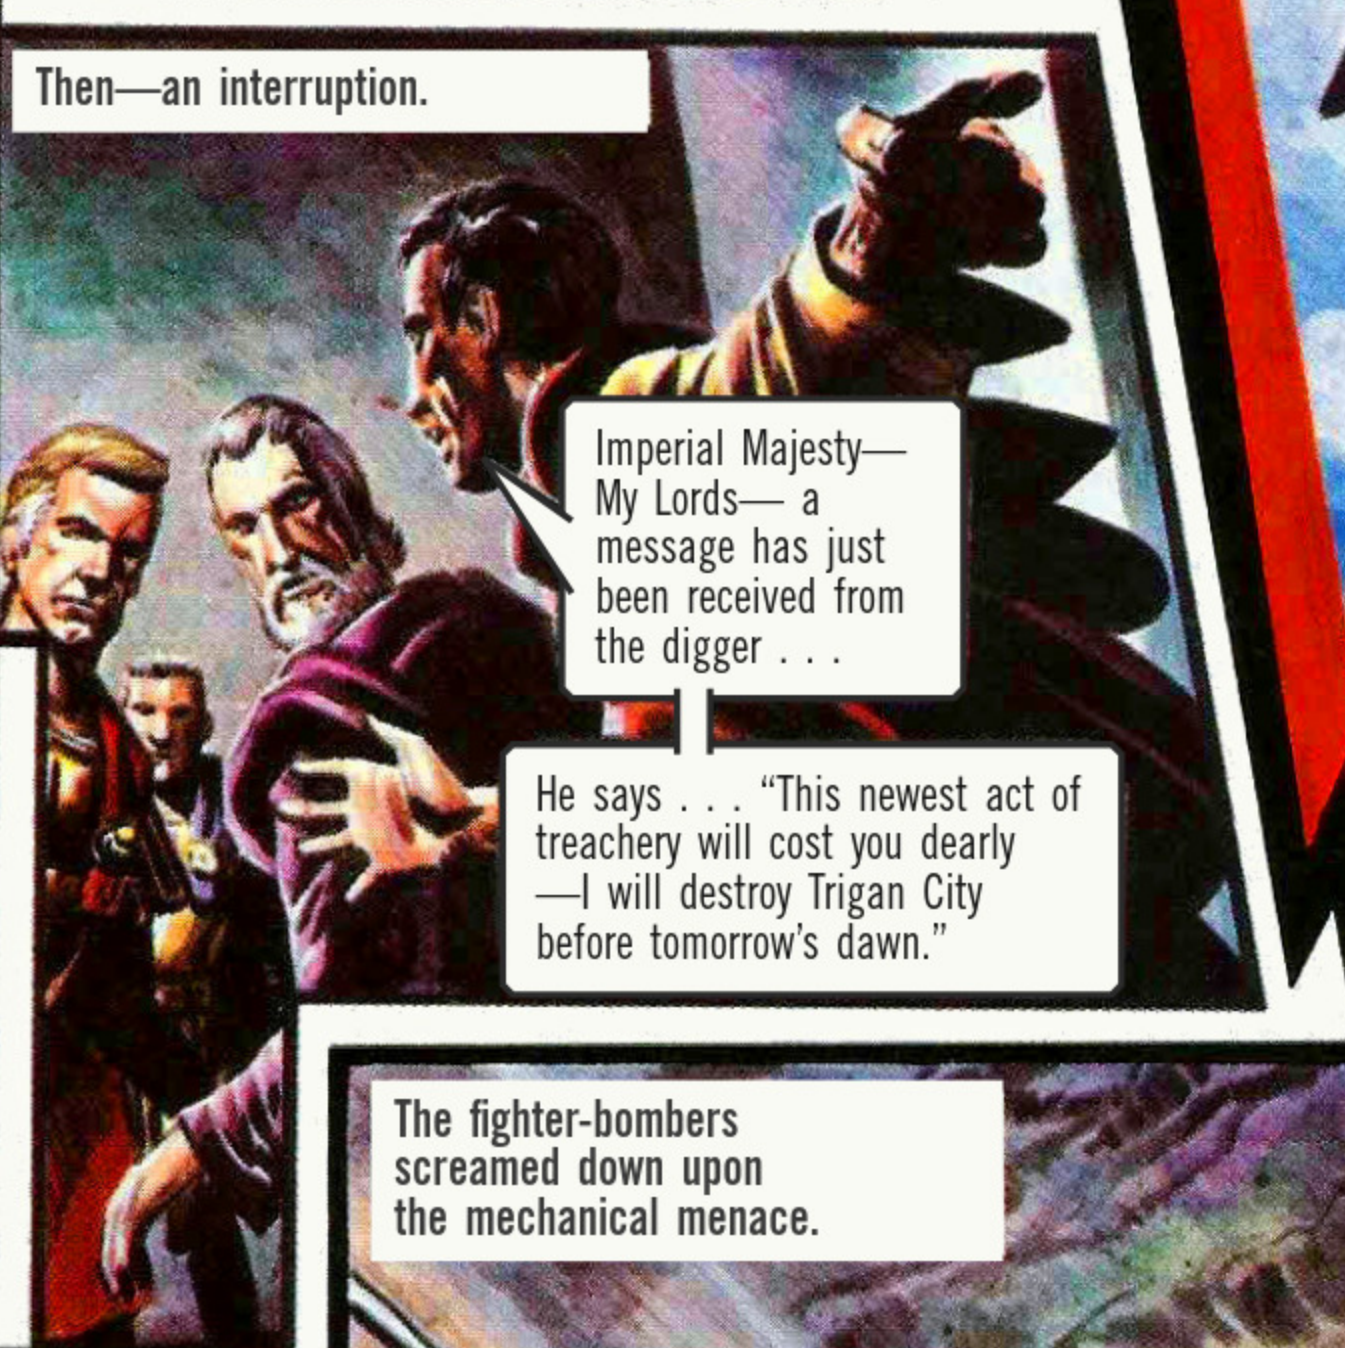 Then—an interruption.
Imperial Majesty—
My Lords— a
message has just
been received from
the digger . . .
He says . . . “This newest act of
treachery will cost you dearly
—I will destroy Trigan City
before tomorrow’s dawn.”
The fighter-bombers
screamed down upon
the mechanical menace.